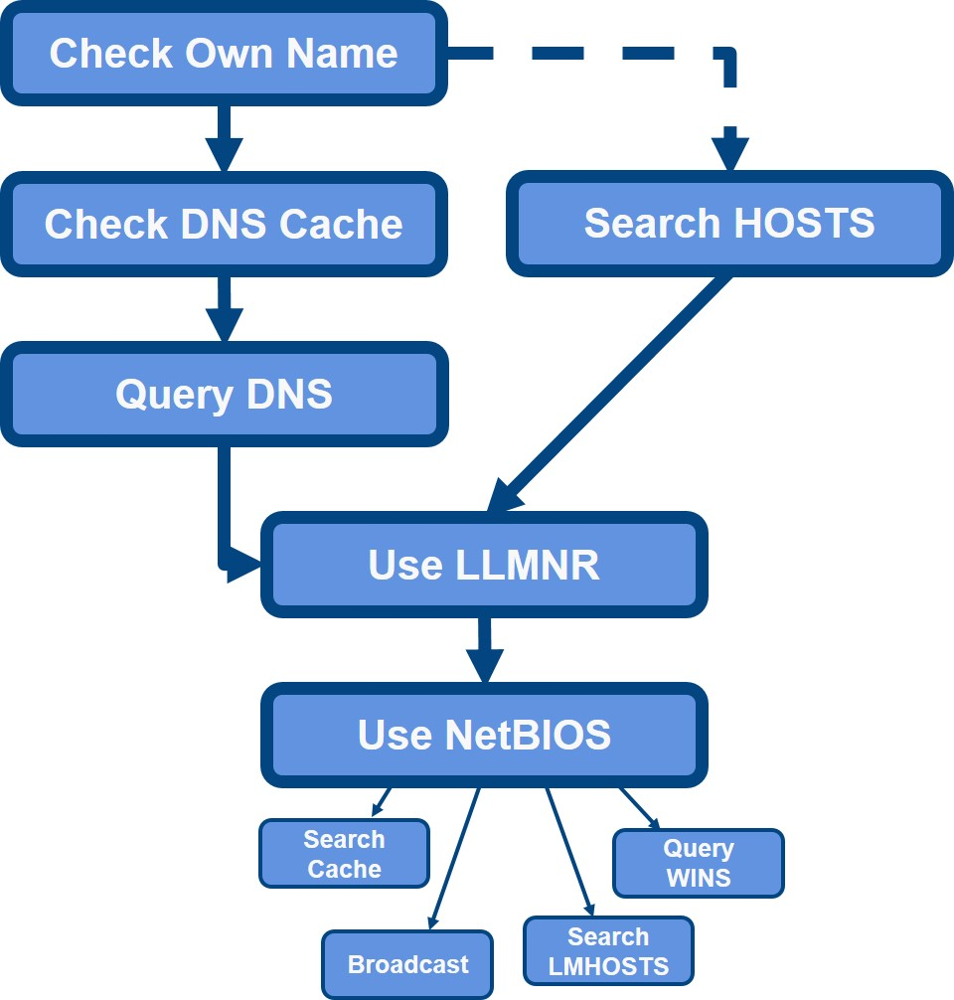 Check Own Name
Check DNS Cache
Search HOSTS
Query DNS
Use LLMNR
Use NetBIOS
Search
Cache
Query
WINS
Broadcast
Search
LMHOSTS